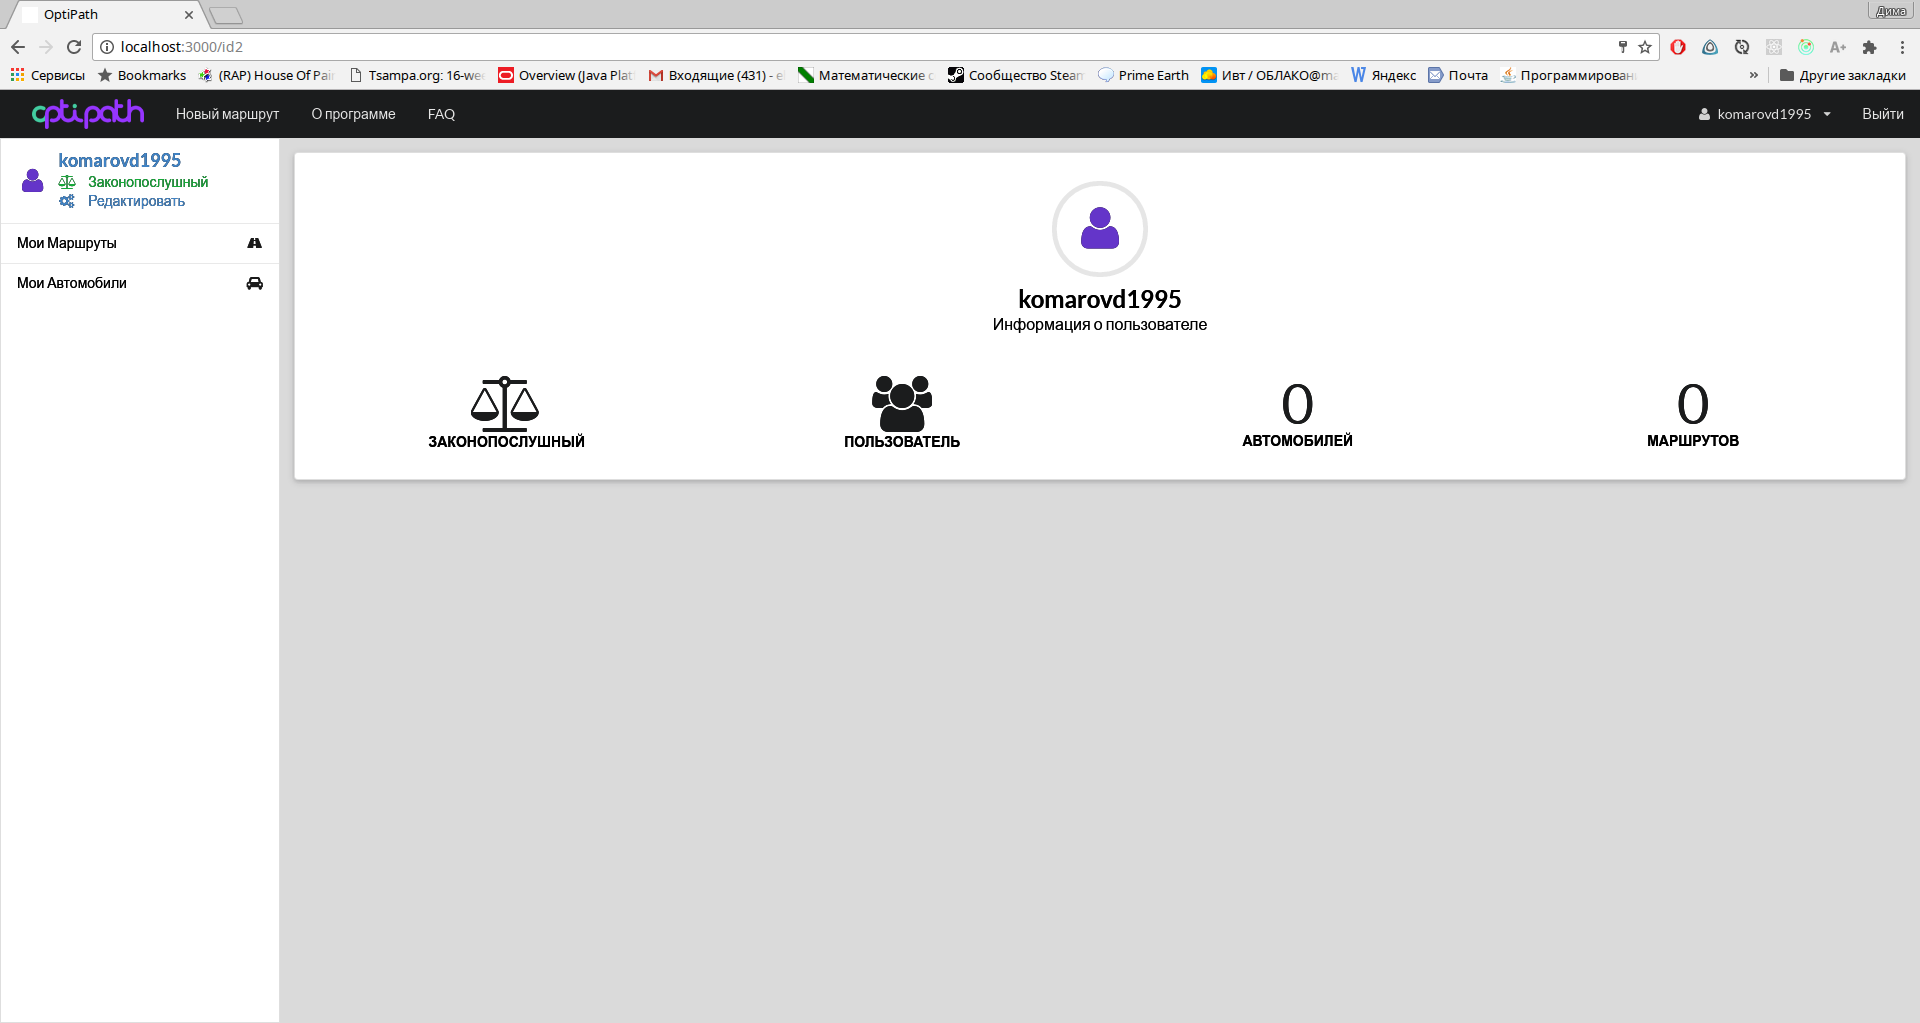 OptiPath
Дима
localhost:3000/id2
Сервисы
Bookmarks
(RAP) House Of Pai
Tsampa.org: 16-we
Overview (Java Plat
Входящие (431) - e
Математические с
Сообщество Steam
Prime Earth
Ивт / ОБЛАКО@ma
Яндекс
Почта
Программирован
»
Другие закладки
optipath
Новый маршрут
О программе
FAQ
komarovd1995
Выйти
komarovd1995
Законопослушный
Редактировать
Мои Маршруты
Мои Автомобили
komarovd1995
Информация о пользователе
0
0
ЗАКОНОПОСЛУШНЫЙ
ПОЛЬЗОВАТЕЛЬ
АВТОМОБИЛЕЙ
МАРШРУТОВ